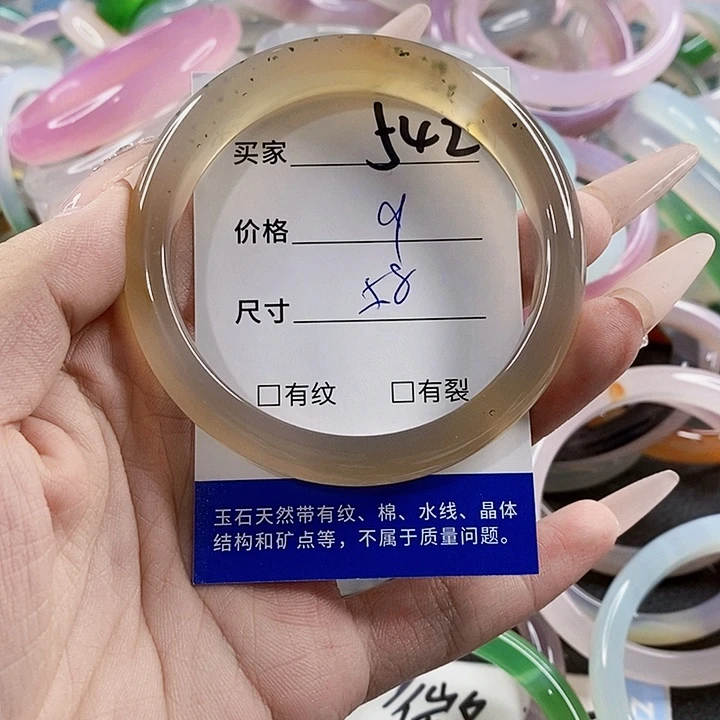 买家 f42
价格 9
尺寸 58
□有纹 □有裂
玉石天然带有纹、棉、水线、晶体
结构和矿点等，不属于质量问题。